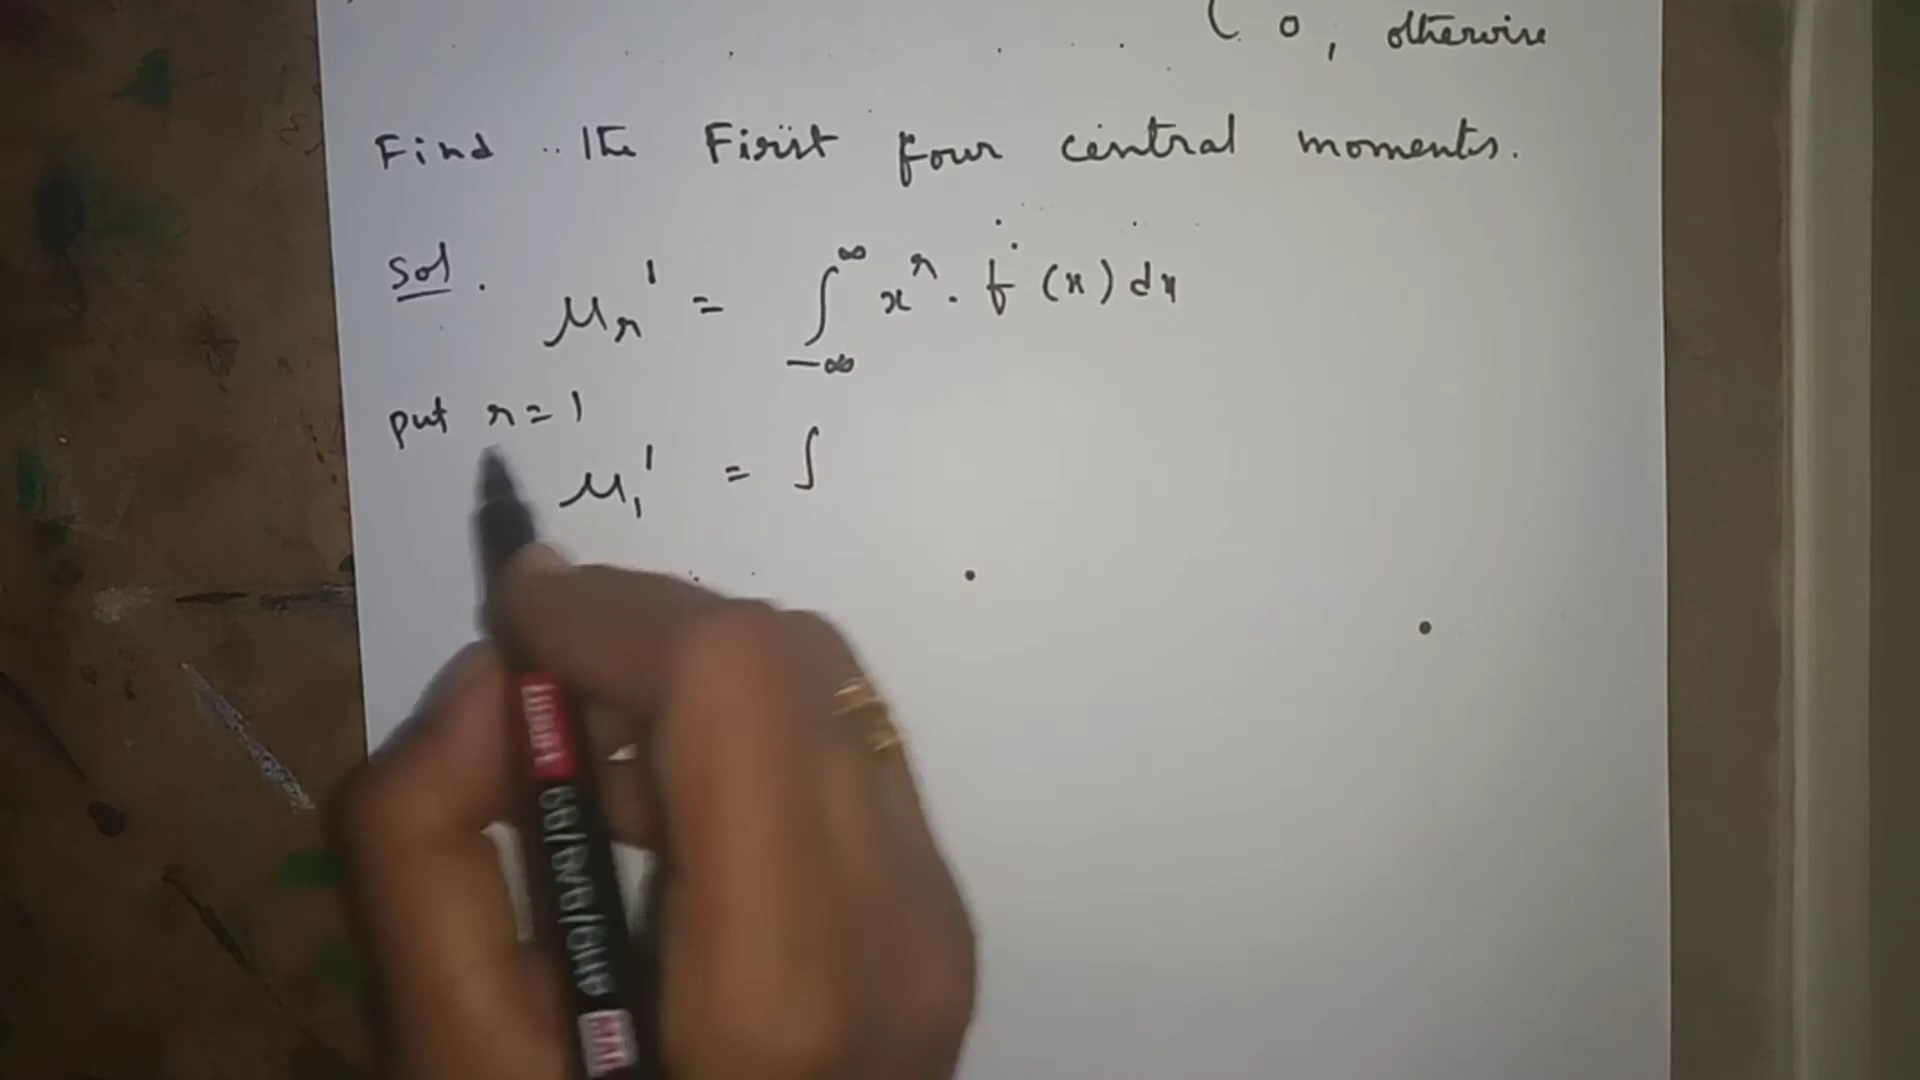 ( 0, otherwise
Find the First four central moments.
Sol. μr' = ∫_{-∞}^{∞} x^r . f(x) dx
put r = 1
μ1' = ∫